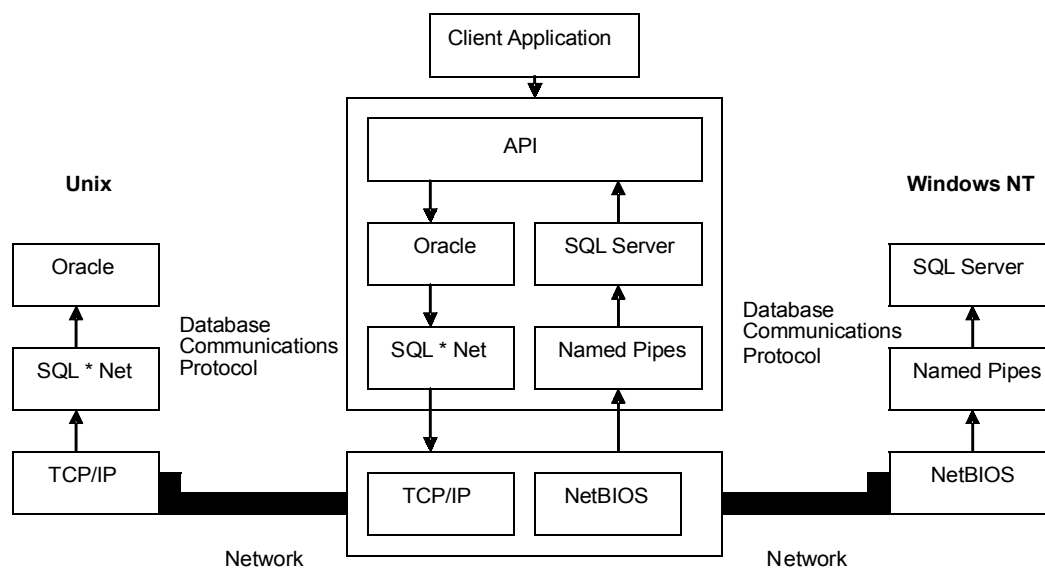 Client Application
API
Unix
Windows NT
Oracle
Oracle
SQL Server
SQL Server
Database
Communications
Protocol
Database
Communications
Protocol
SQL * Net
SQL * Net
Named Pipes
Named Pipes
TCP/IP
TCP/IP
NetBIOS
NetBIOS
Network
Network